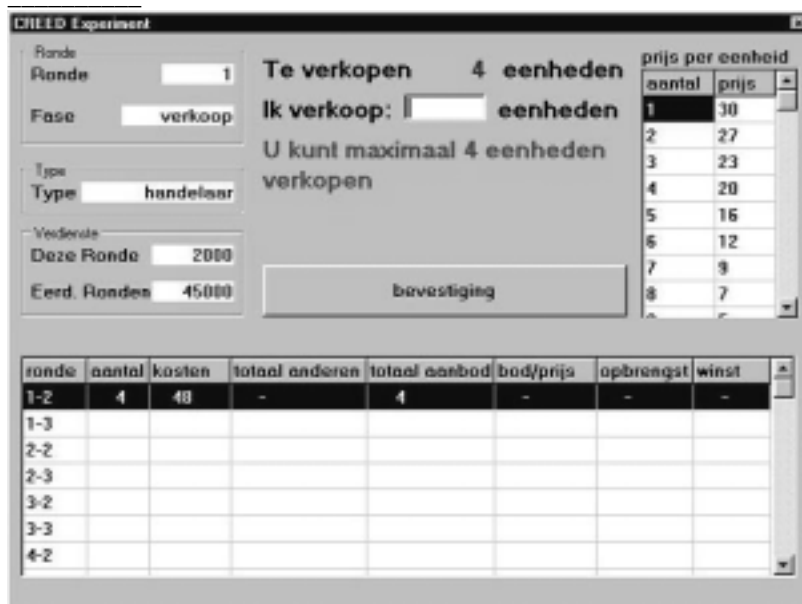 CREED Experiment
Ronde
Ronde 1
Fase verkoop
Type
Type handelaar
Verdienste
Deze Ronde 2000
Eerd. Ronden 45000
Te verkopen 4 eenheden
Ik verkoop: eenheden
U kunt maximaal 4 eenheden
verkopen
bevestiging
prijs per eenheid
aantal prijs
1 30
2 27
3 23
4 20
5 16
6 12
7 9
8 7
ronde aantal kosten totaal anderen totaal aanbod bod/prijs opbrengst winst
1-2 4 48 - 4 - - -
1-3
2-2
2-3
3-2
3-3
4-2